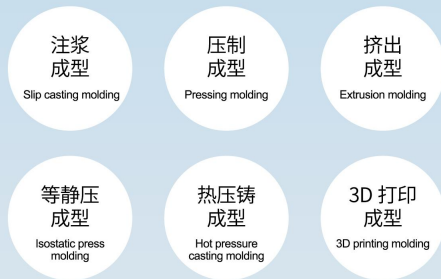 注浆
成型
Slip casting molding
压制
成型
Pressing molding
挤出
成型
Extrusion molding
等静压
成型
Isostatic press
molding
热压铸
成型
Hot pressure
casting molding
3D 打印
成型
3D printing molding